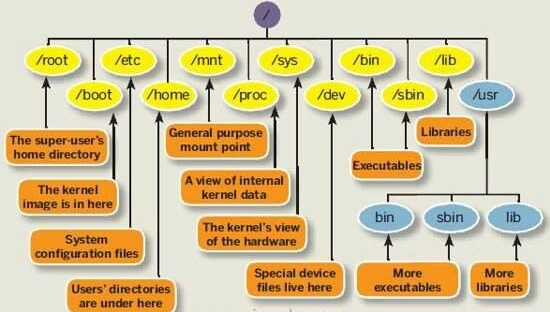 /
/root
/etc
/mnt
/sys
/bin
/lib
/boot
/home
/proc
/dev
/sbin
/usr
The super-user's
home directory
General purpose
mount point
Libraries
Executables
The kernel
image is in here
A view of internal
kernel data
System
configuration files
The kernel's view
of the hardware
bin
sbin
lib
Users' directories
are under here
Special device
files live here
More
executables
More
libraries